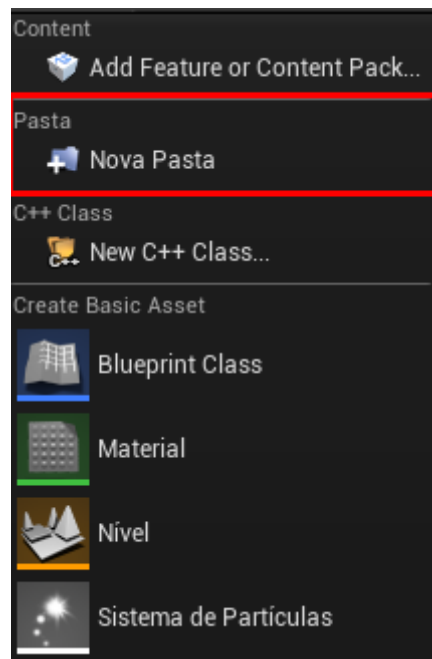 Content
Add Feature or Content Pack...
Pasta
Nova Pasta
C++ Class
C++
New C++ Class...
Create Basic Asset
Blueprint Class
Material
Nível
Sistema de Partículas